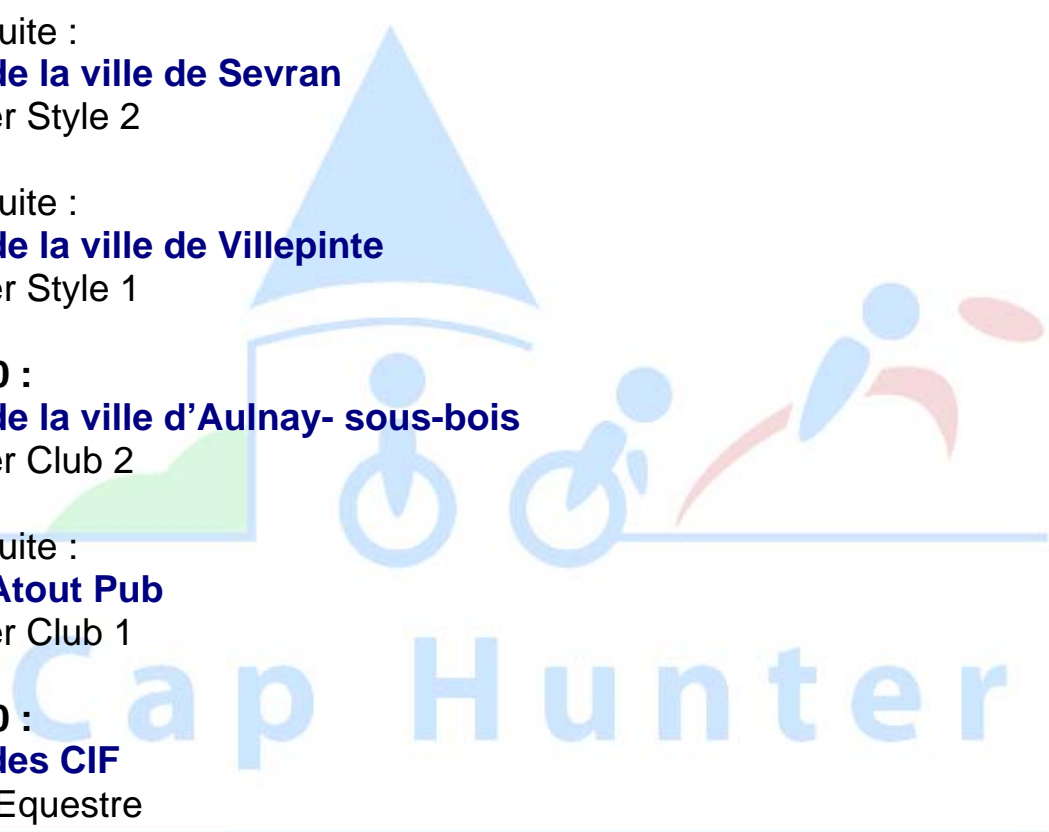 uite :
de la ville de Sevran
er Style 2
uite :
de la ville de Villepinte
er Style 1
0 :
de la ville d’Aulnay- sous-bois
er Club 2
uite :
Atout Pub
er Club 1
0 :
des CIF
Equestre
Cap Hunter